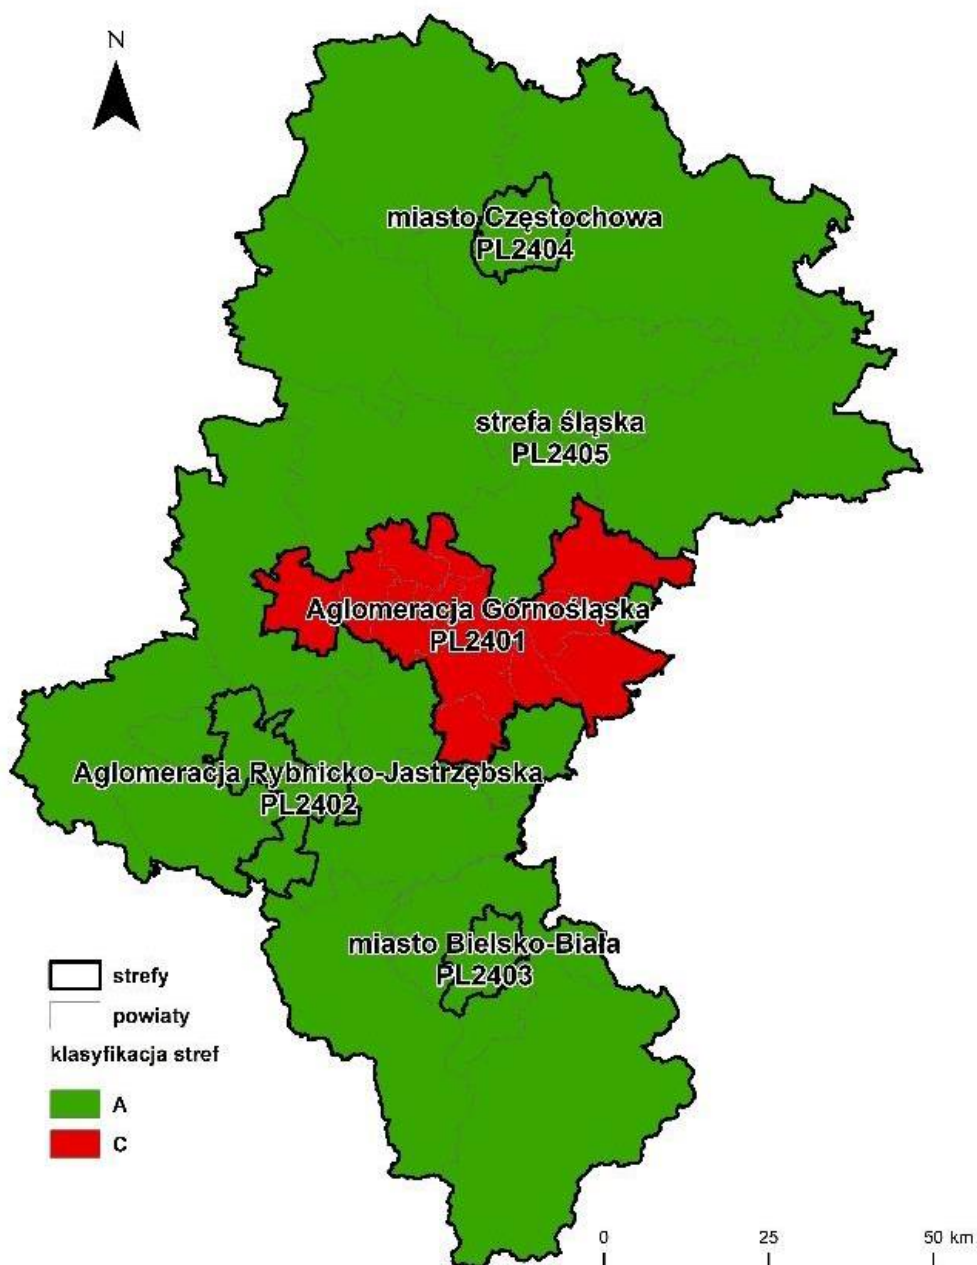 N
miasto Częstochowa
PL2404
strefa śląska
PL2405
Aglomeracja Górnośląska
PL2401
Aglomeracja Rybnicko-Jastrzębska
PL2402
miasto Bielsko-Biała
PL2403
strefy
powiaty
klasyfikacja stref
A
C
0 25 50 km